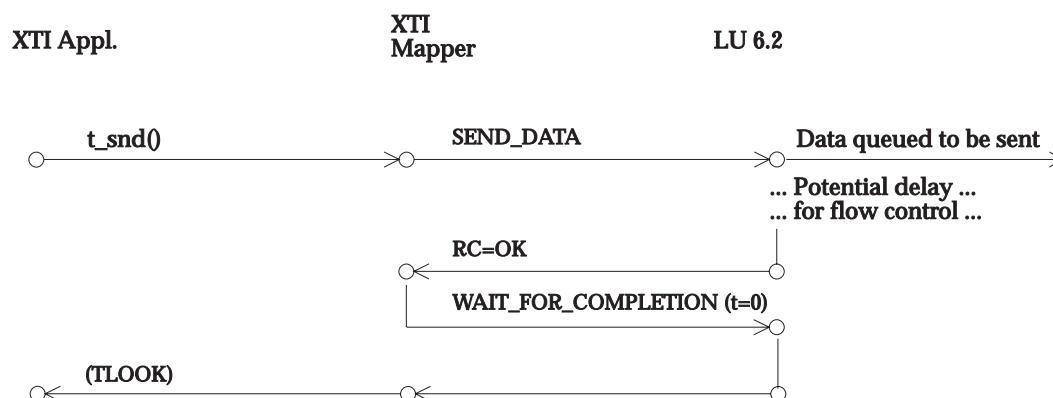 XTI Appl.
XTI
Mapper
LU 6.2
t_snd()
SEND_DATA
Data queued to be sent
... Potential delay ...
... for flow control ...
RC=OK
WAIT_FOR_COMPLETION (t=0)
(TLOOK)